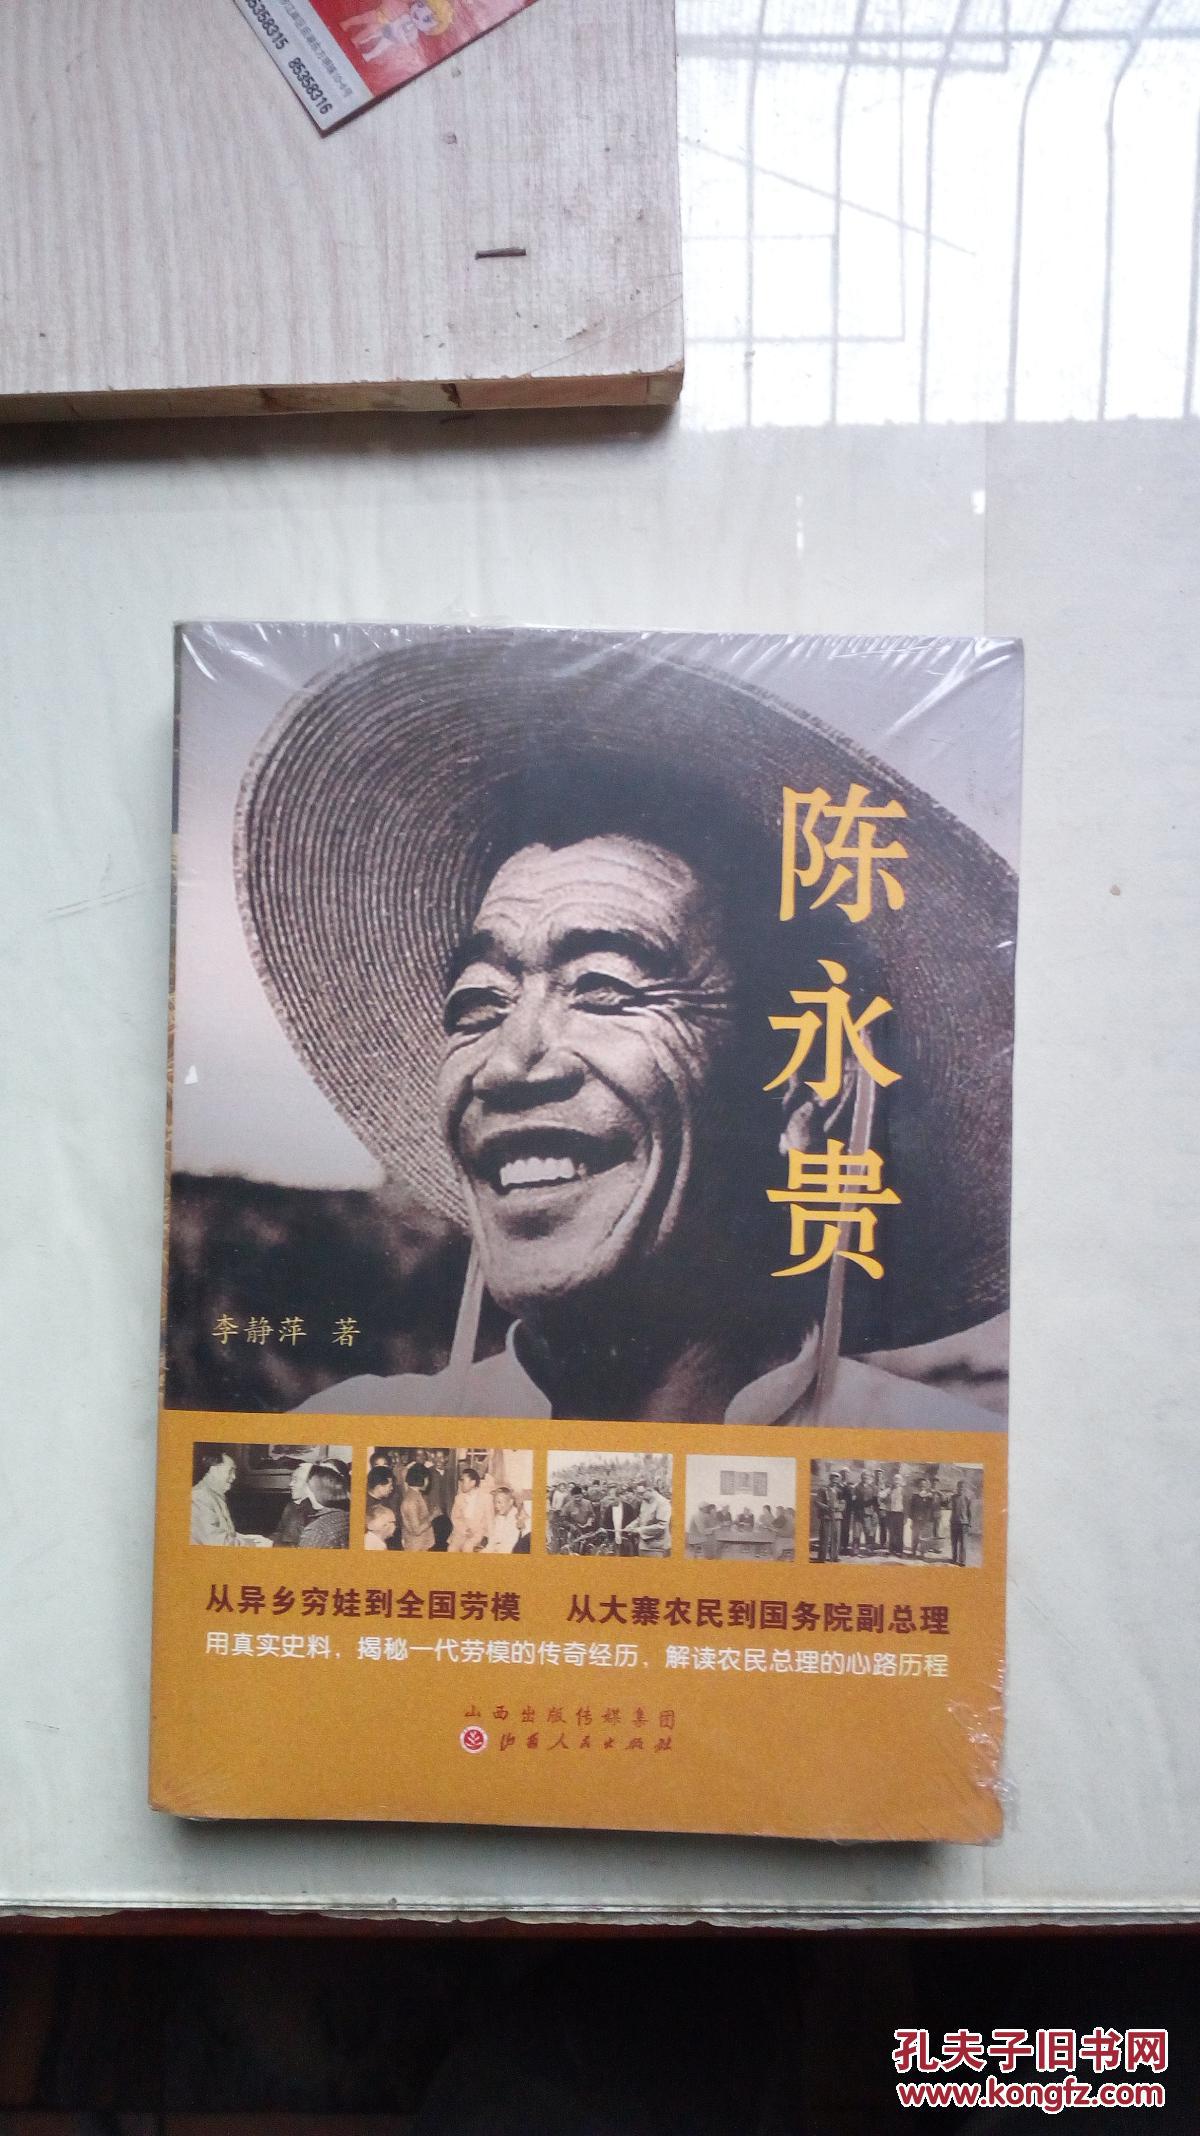 85358315
85358316
陈永贵
李静萍 著
从异乡穷娃到全国劳模 从大寨农民到国务院副总理
用真实史料，揭秘一代劳模的传奇经历，解读农民总理的心路历程
山西出版传媒集团
山西人民出版社
孔夫子旧书网
www.kongfz.com